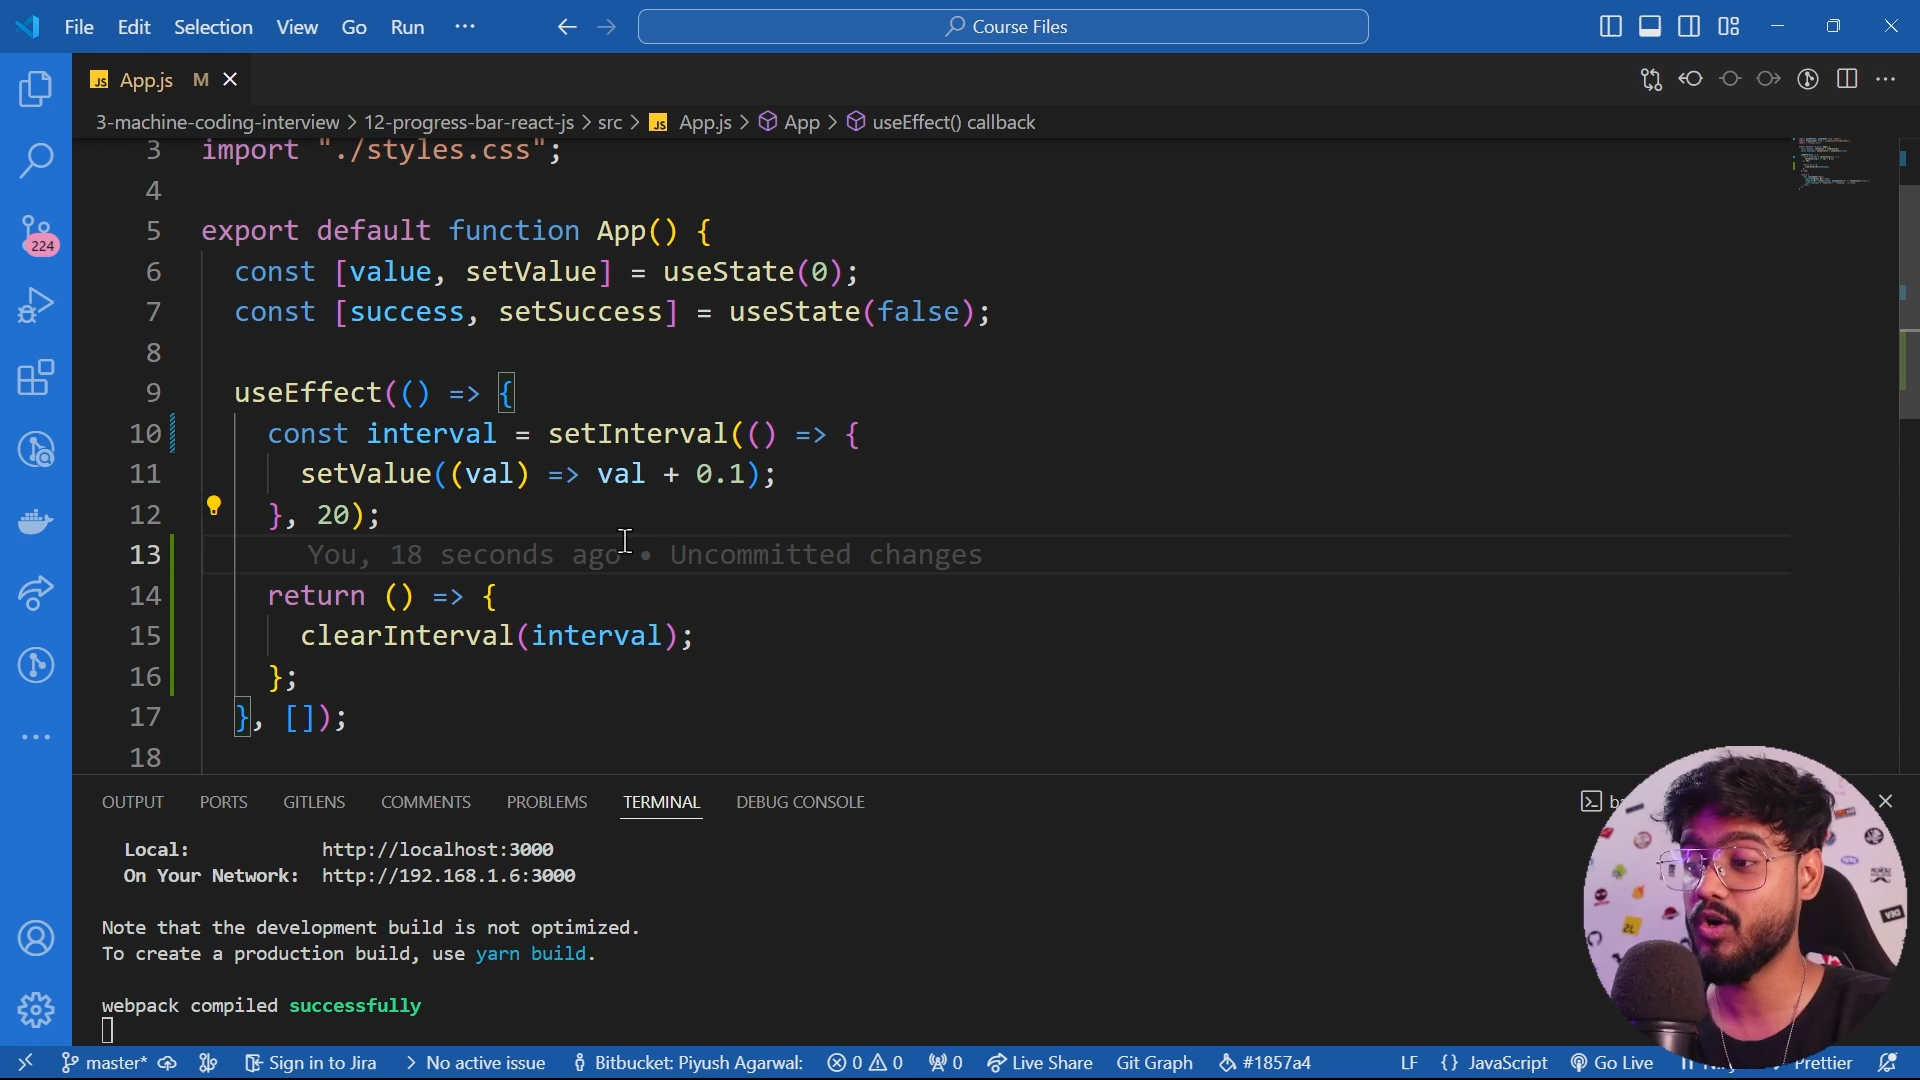 File Edit Selection View Go Run ··· Course Files
JS App.js M
3-machine-coding-interview > 12-progress-bar-react-js > src > JS App.js > App > useEffect() callback
3 import "./styles.css";
4
5 export default function App() {
6 const [value, setValue] = useState(0);
7 const [success, setSuccess] = useState(false);
8
9 useEffect(() => {
10 const interval = setInterval(() => {
11 setValue((val) => val + 0.1);
12 }, 20);
13 You, 18 seconds ago • Uncommitted changes
14 return () => {
15 clearInterval(interval);
16 };
17 }, []);
18
224
OUTPUT PORTS GITLENS COMMENTS PROBLEMS TERMINAL DEBUG CONSOLE
Local: http://localhost:3000
On Your Network: http://192.168.1.6:3000
Note that the development build is not optimized.
To create a production build, use yarn build.
webpack compiled successfully
master* Sign in to Jira > No active issue Bitbucket: Piyush Agarwal: 0 0 0 Live Share Git Graph #1857a4 LF {} JavaScript Go Live Prettier